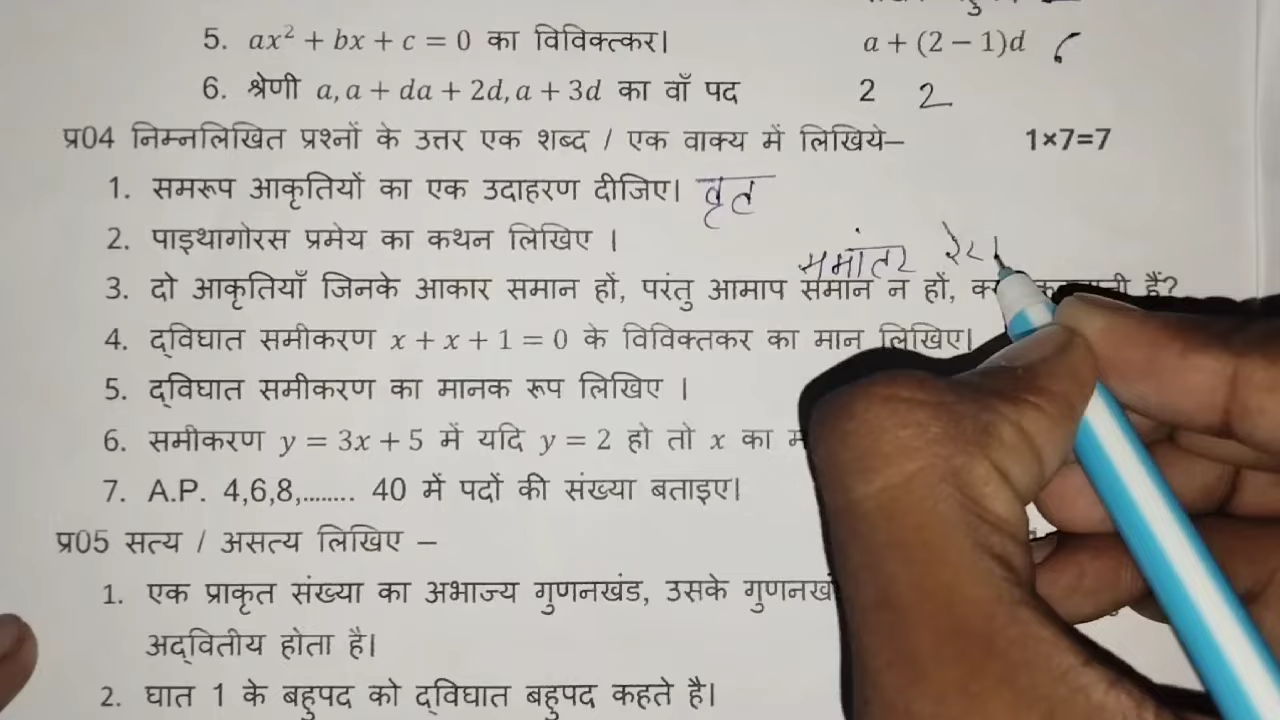 5. ax² + bx + c = 0 का विविक्त्कर। a + (2 − 1)d
6. श्रेणी a, a + da + 2d, a + 3d का वाँ पद 2 2
प्र04 निम्नलिखित प्रश्नों के उत्तर एक शब्द / एक वाक्य में लिखिये– 1×7=7
1. समरूप आकृतियों का एक उदाहरण दीजिए। वृत
2. पाइथागोरस प्रमेय का कथन लिखिए ।
समांतर
3. दो आकृतियाँ जिनके आकार समान हों, परंतु आमाप समान न हों, हैं?
4. द्विघात समीकरण x + x + 1 = 0 के विविक्तकर का मान लिखिए।
5. द्विघात समीकरण का मानक रूप लिखिए ।
6. समीकरण y = 3x + 5 में यदि y = 2 हो तो x का
7. A.P. 4,6,8,........ 40 में पदों की संख्या बताइए।
प्र05 सत्य / असत्य लिखिए –
1. एक प्राकृत संख्या का अभाज्य गुणनखंड, उसके
अद्वितीय होता है।
2. घात 1 के बहुपद को द्विघात बहुपद कहते है।